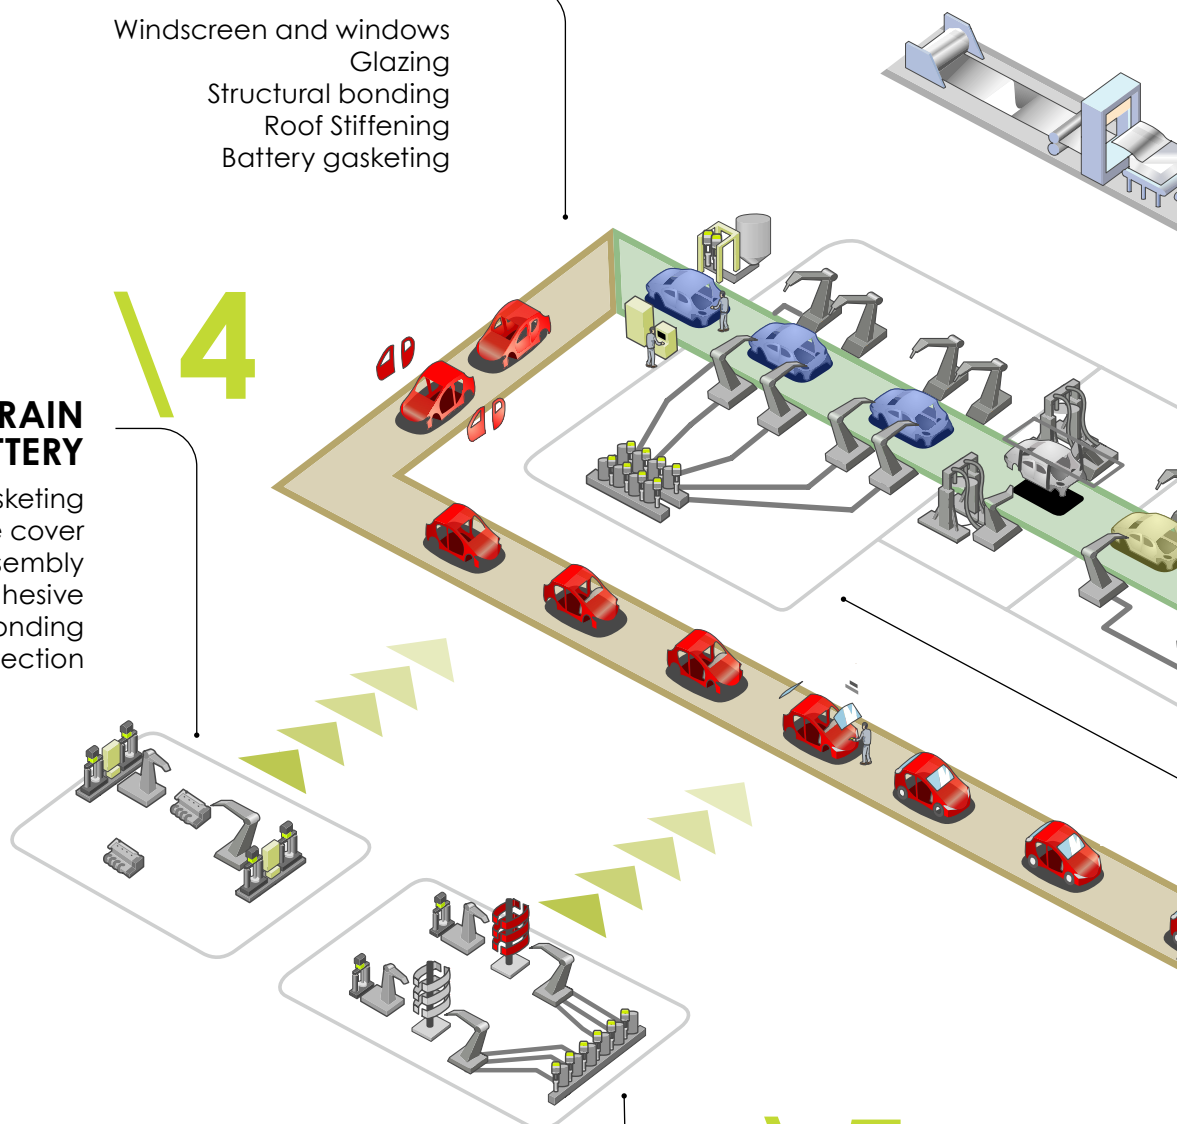 Windscreen and windows
Glazing
Structural bonding
Roof Stiffening
Battery gasketing
\4
RAIN
TTERY
sketing
cover
sembly
hesive
onding
ection